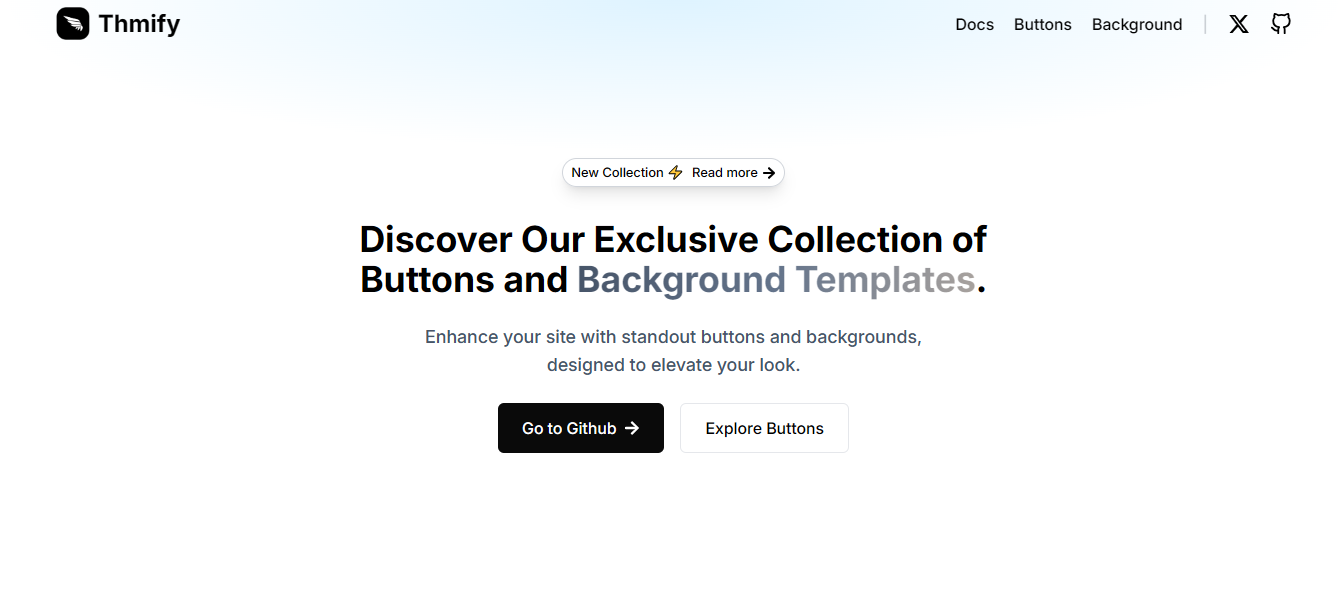 Thmify
Docs
Buttons
Background
New Collection⚡ Read more →
Discover Our Exclusive Collection of
Buttons and Background Templates.
Enhance your site with standout buttons and backgrounds,
designed to elevate your look.
Go to Github →
Explore Buttons